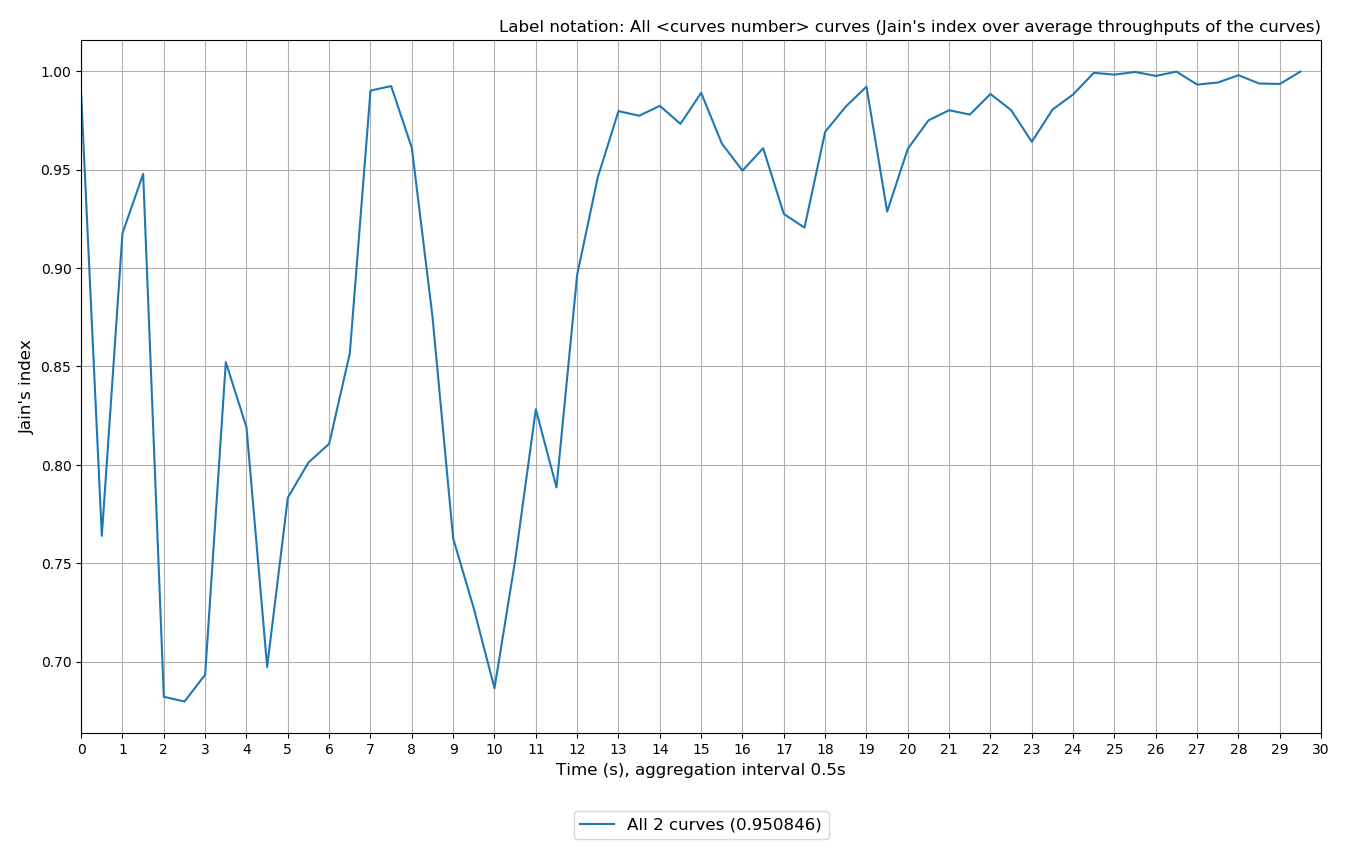 Label notation: All <curves number> curves (Jain's index over average throughputs of the curves)
1.00
0.95
0.90
0.85
0.80
0.75
0.70
Jain's index
0 1 2 3 4 5 6 7 8 9 10 11 12 13 14 15 16 17 18 19 20 21 22 23 24 25 26 27 28 29 30
Time (s), aggregation interval 0.5s
All 2 curves (0.950846)